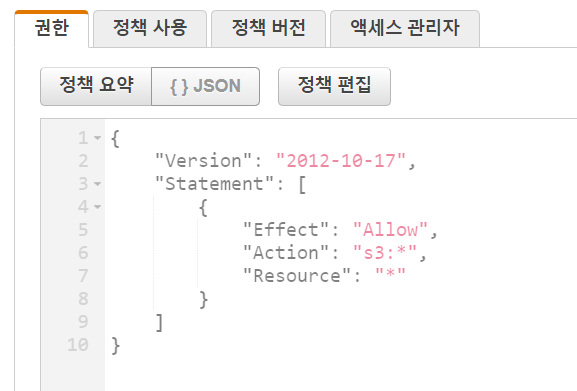 권한 정책 사용 정책 버전 액세스 관리자
정책 요약 { } JSON 정책 편집
1 {
2 "Version": "2012-10-17",
3 "Statement": [
4 {
5 "Effect": "Allow",
6 "Action": "s3:*",
7 "Resource": "*"
8 }
9 ]
10 }